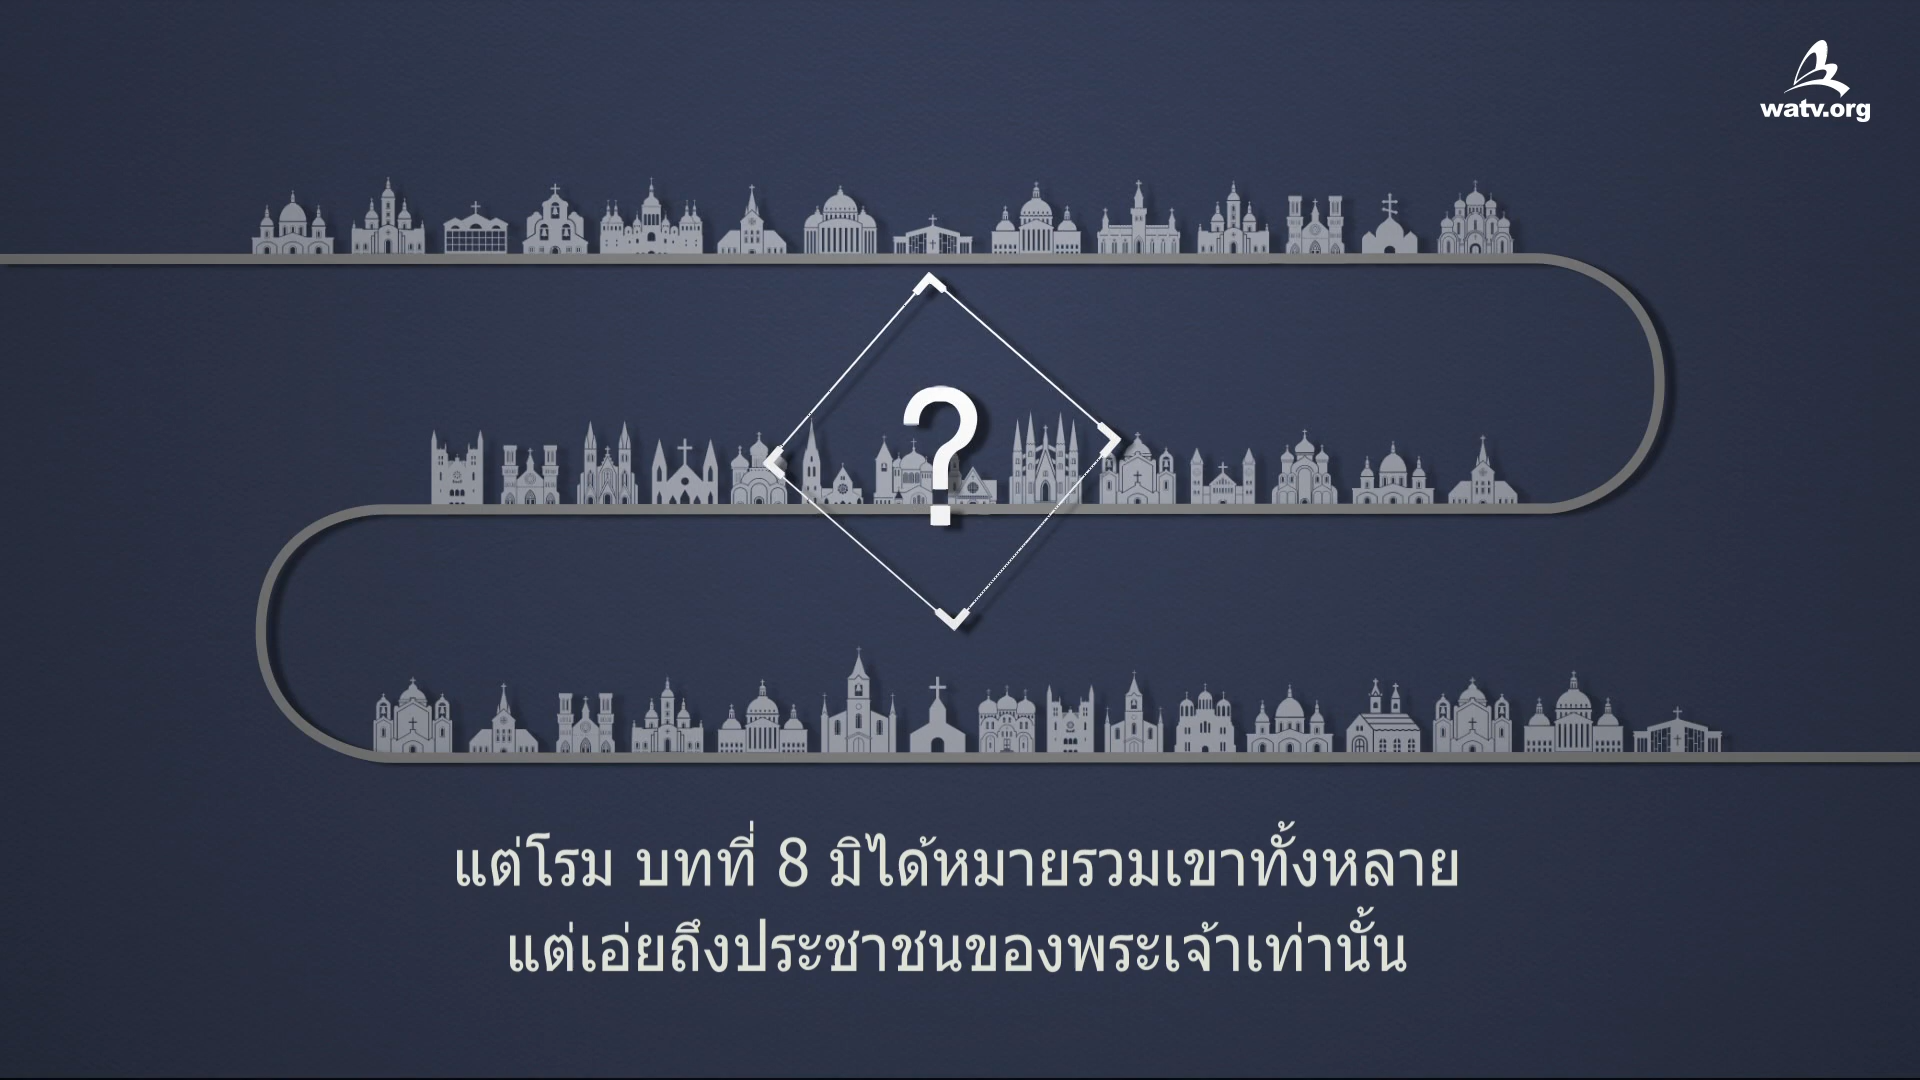 watv.org
?
แต่โรม บทที่ 8 มิได้หมายรวมเขาทั้งหลาย
แต่เอ่ยถึงประชาชนของพระเจ้าเท่านั้น